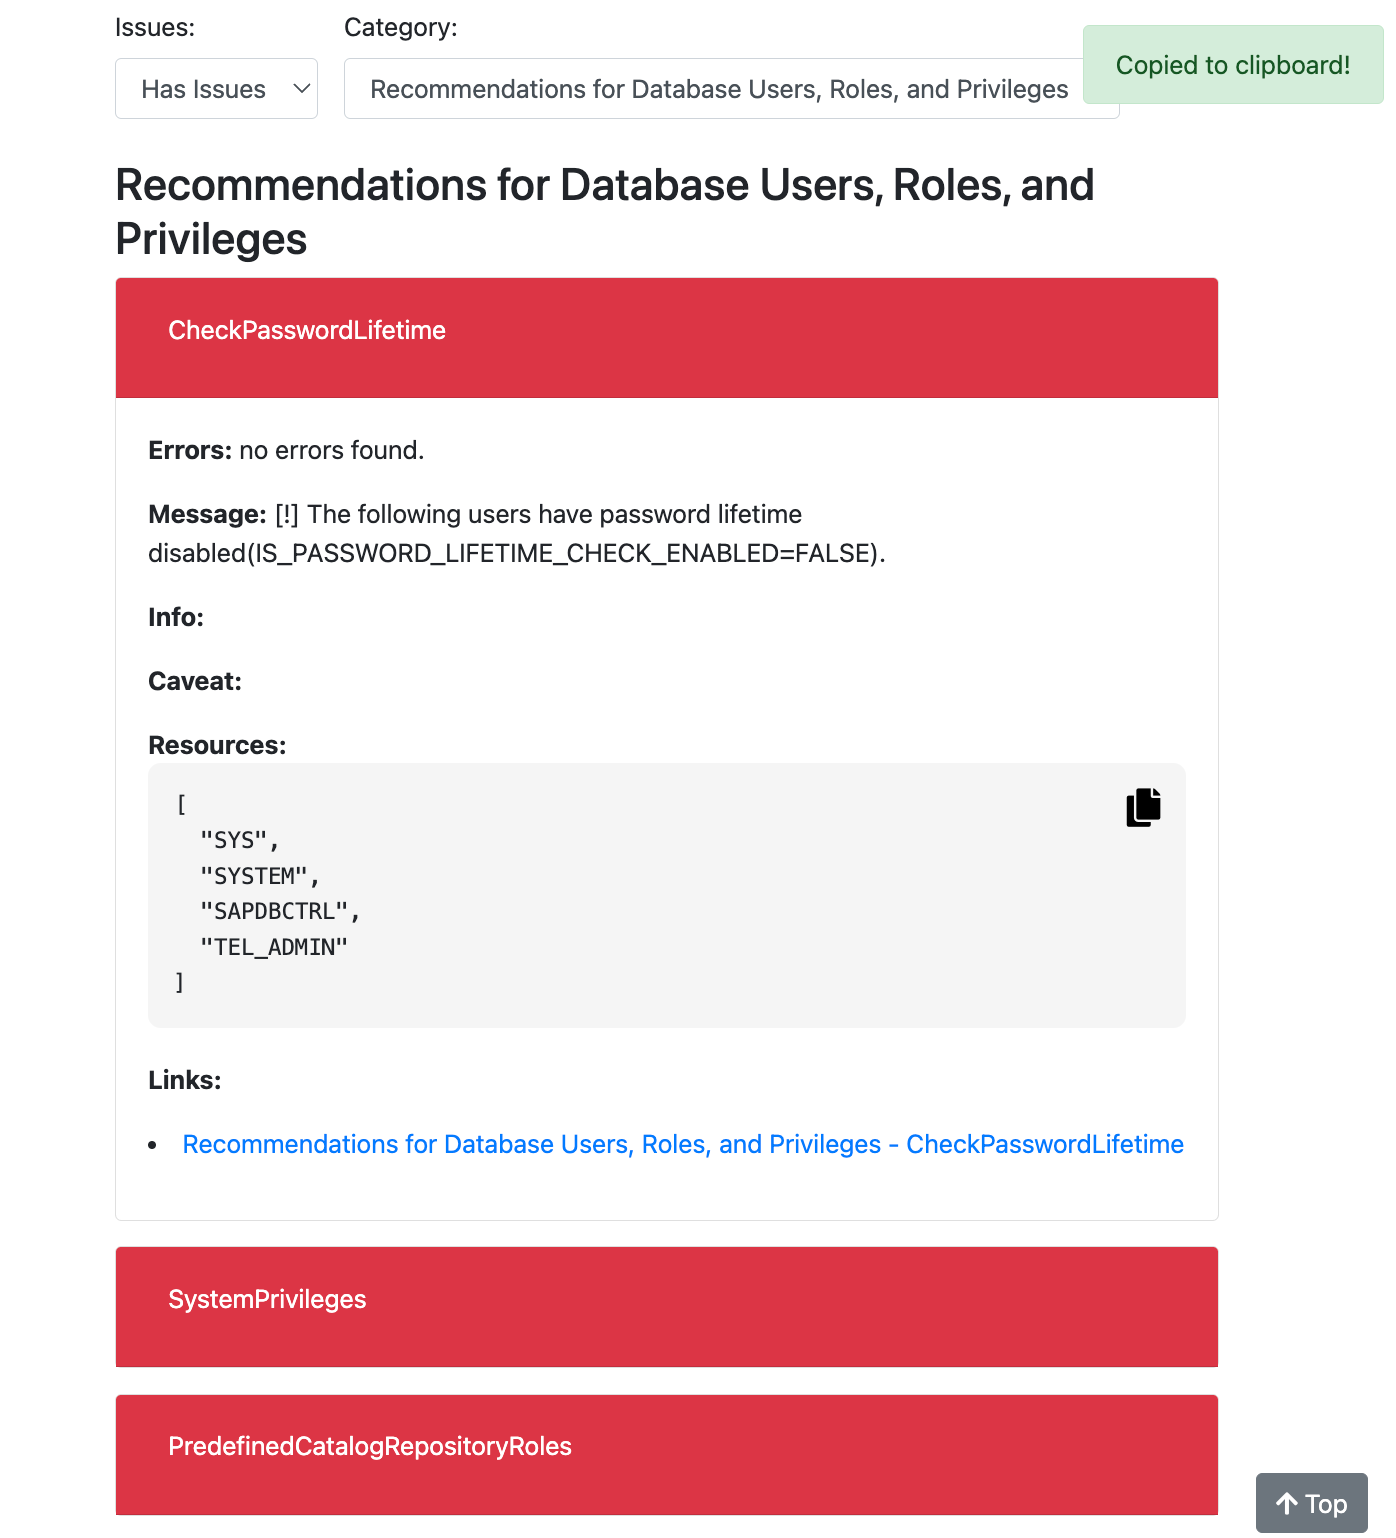 Issues:
Category:
Copied to clipboard!
Has Issues
Recommendations for Database Users, Roles, and Privileges
Recommendations for Database Users, Roles, and
Privileges
CheckPasswordLifetime
Errors: no errors found.
Message: [!] The following users have password lifetime
disabled(IS_PASSWORD_LIFETIME_CHECK_ENABLED=FALSE).
Info:
Caveat:
Resources:
[
"SYS",
"SYSTEM",
"SAPDBCTRL",
"TEL_ADMIN"
]
Links:
• Recommendations for Database Users, Roles, and Privileges - CheckPasswordLifetime
SystemPrivileges
PredefinedCatalogRepositoryRoles
Top